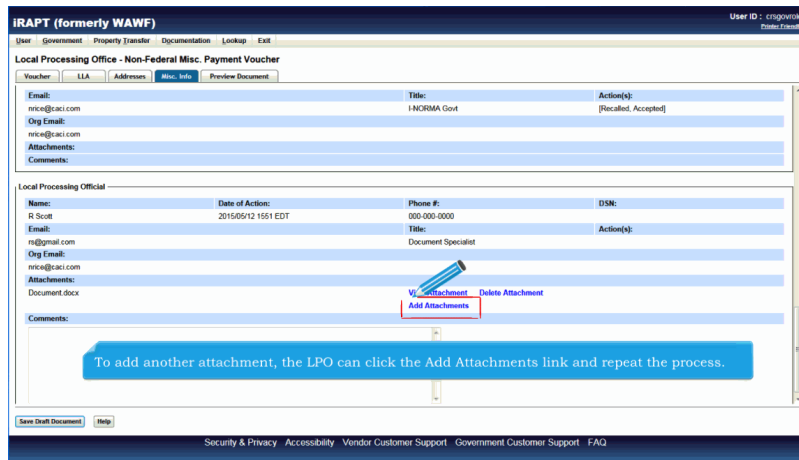 iRAPT (formerly WAWF)
User ID : crsgovrok
Printer Friendl
User Government Property Transfer Documentation Lookup Exit
Local Processing Office - Non-Federal Misc. Payment Voucher
Voucher LLA Addresses Misc. Info Preview Document
Email: Title: Action(s):
nrice@caci.com I-NORMA Govt [Recalled, Accepted]
Org Email:
nrice@caci.com
Attachments:
Comments:
Local Processing Official
Name: Date of Action: Phone #: DSN:
R Scott 2015/05/12 1551 EDT 000-000-0000
Email: Title: Action(s):
rs@gmail.com Document Specialist
Org Email:
nrice@caci.com
Attachments:
Document.docx Attachment Delete Attachment
Add Attachments
Comments:
To add another attachment, the LPO can click the Add Attachments link and repeat the process.
Save Draft Document Help
Security & Privacy Accessibility Vendor Customer Support Government Customer Support FAQ